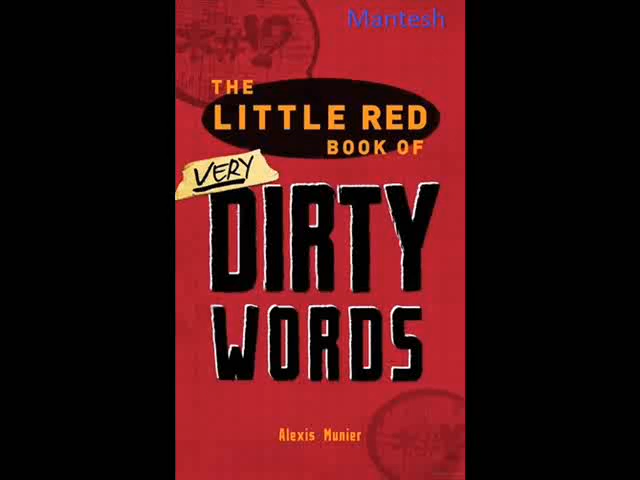 Mantesh
*#!?
THE
LITTLE RED
BOOK OF
VERY
DIRTY
WORDS
Alexis Munier